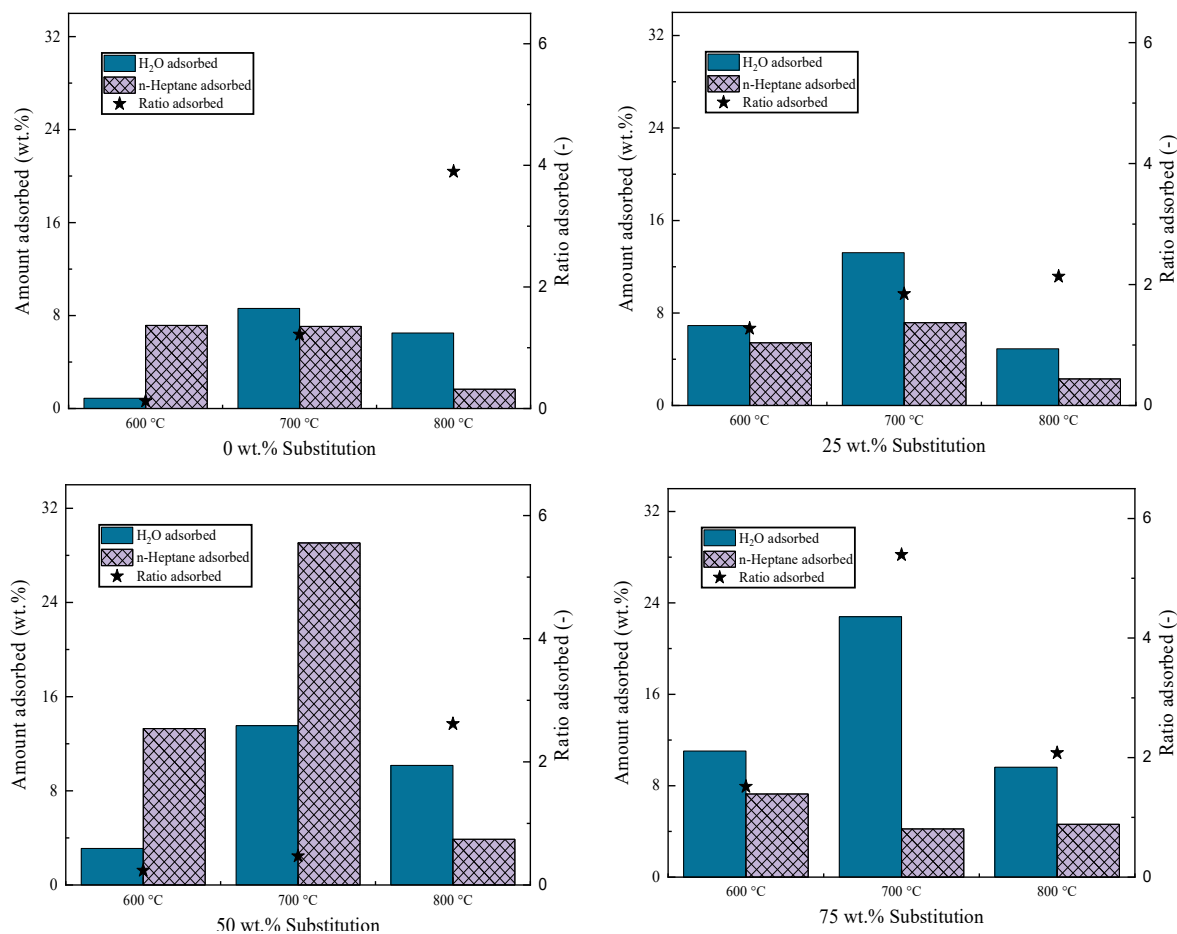 32
24
16
8
0
Amount adsorbed (wt.%)
H₂O adsorbed
n-Heptane adsorbed
Ratio adsorbed
6
4
2
0
Ratio adsorbed (-)
600 °C 700 °C 800 °C
0 wt.% Substitution
32
24
16
8
0
Amount adsorbed (wt.%)
H₂O adsorbed
n-Heptane adsorbed
Ratio adsorbed
6
4
2
0
Ratio adsorbed (-)
600 °C 700 °C 800 °C
25 wt.% Substitution
32
24
16
8
0
Amount adsorbed (wt.%)
H₂O adsorbed
n-Heptane adsorbed
Ratio adsorbed
6
4
2
0
Ratio adsorbed (-)
600 °C 700 °C 800 °C
50 wt.% Substitution
32
24
16
8
0
Amount adsorbed (wt.%)
H₂O adsorbed
n-Heptane adsorbed
Ratio adsorbed
6
4
2
0
Ratio adsorbed (-)
600 °C 700 °C 800 °C
75 wt.% Substitution